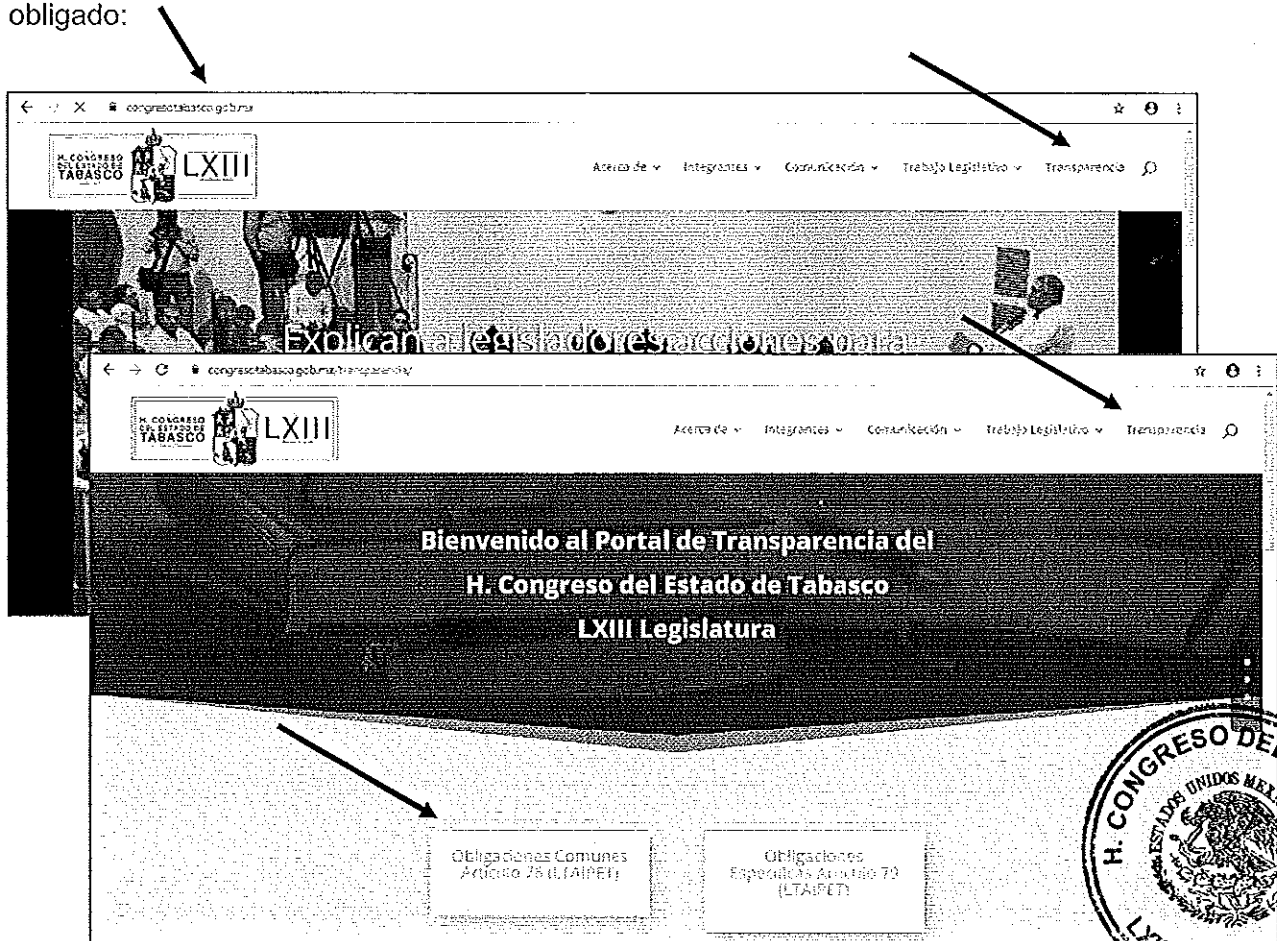 obligado:
congresotabasco.gob.mx
H. CONGRESO
DEL ESTADO DE
TABASCO
LXIII
Acerca de
Integrantes
Comunicación
Trabajo Legislativo
Transparencia
Explican a legisladores acciones para
congresotabasco.gob.mx/transparencia/
H. CONGRESO
DEL ESTADO DE
TABASCO
LXIII
Acerca de
Integrantes
Comunicación
Trabajo Legislativo
Transparencia
Bienvenido al Portal de Transparencia del
H. Congreso del Estado de Tabasco
LXIII Legislatura
Obligaciones Comunes
Artículo 76 (LTAIPET)
Obligaciones
Específicas Artículo 79
(LTAIPET)
H. CONGRESO DEL
ESTADOS UNIDOS MEX